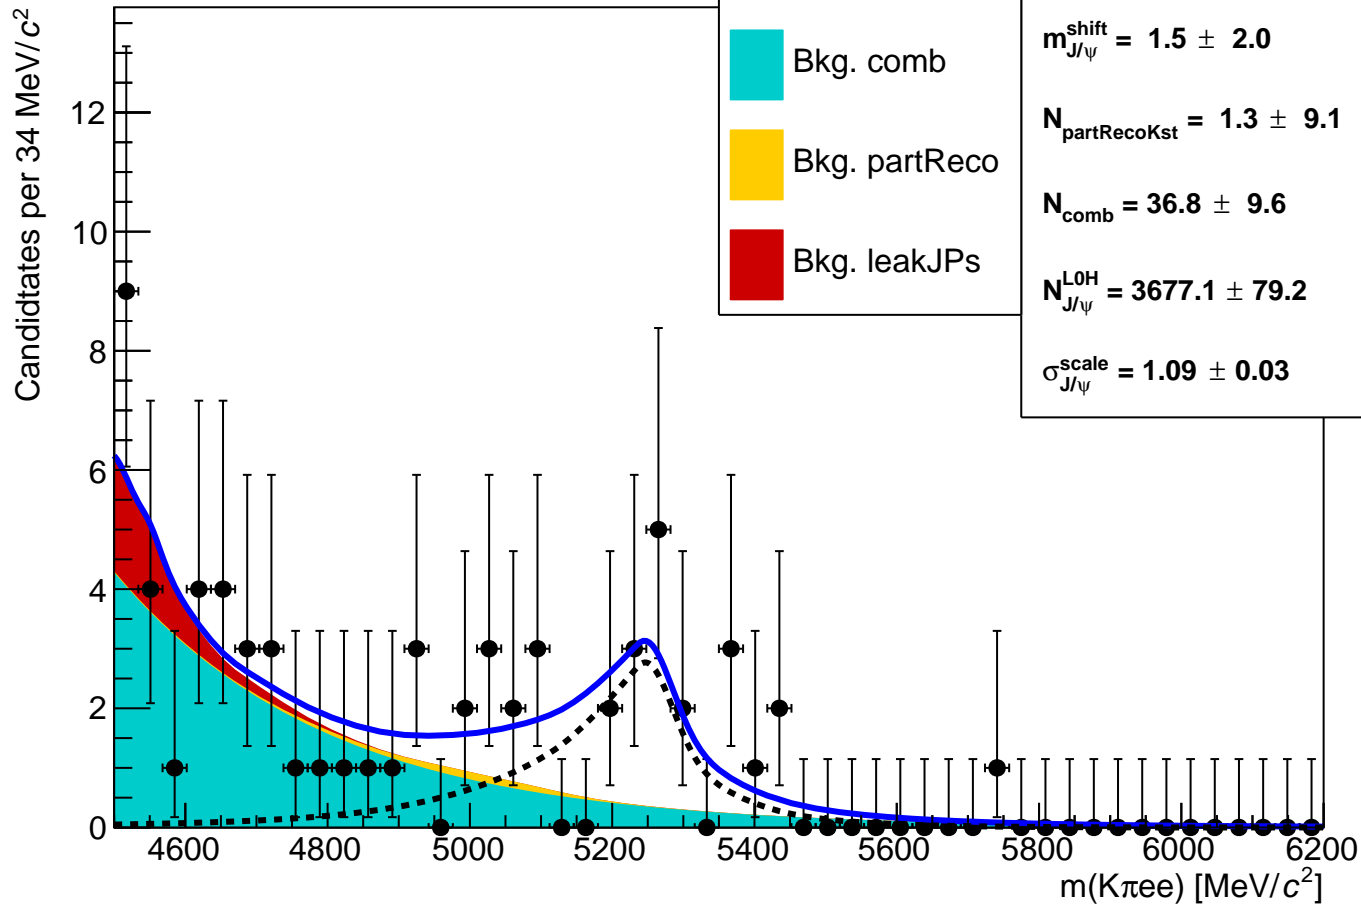 Candidtates per 34 MeV/c²
12
10
8
6
4
2
0
4600 4800 5000 5200 5400 5600 5800 6000 6200
m(Kπee) [MeV/c²]
Bkg. comb
Bkg. partReco
Bkg. leakJPs
m^shift_J/ψ = 1.5 ± 2.0
N_partRecoKst = 1.3 ± 9.1
N_comb = 36.8 ± 9.6
N^L0H_J/ψ = 3677.1 ± 79.2
σ^scale_J/ψ = 1.09 ± 0.03